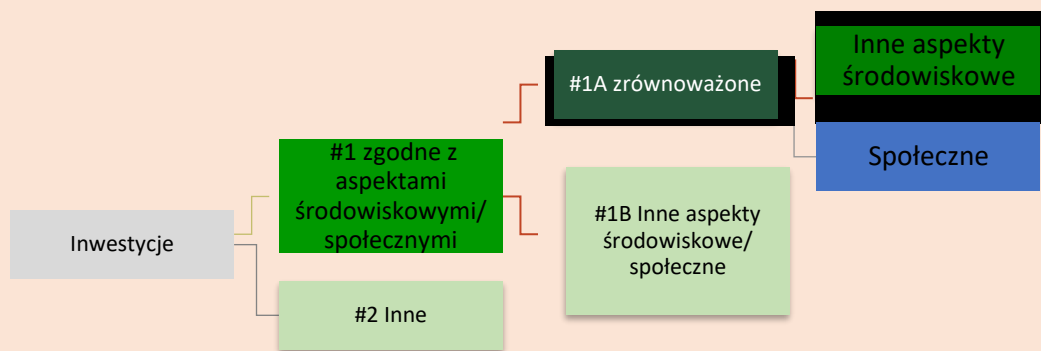 Inwestycje
#1 zgodne z
aspektami
środowiskowymi/
społecznymi
#2 Inne
#1A zrównoważone
#1B Inne aspekty
środowiskowe/
społeczne
Inne aspekty
środowiskowe
Społeczne